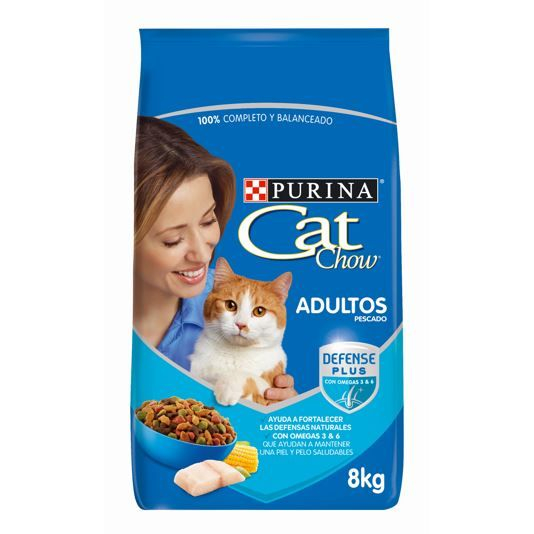 100% COMPLETO Y BALANCEADO
PURINA®
Cat
Chow®
ADULTOS
PESCADO
DEFENSE
PLUS
CON OMEGAS 3 & 6
AYUDA A FORTALECER
LAS DEFENSAS NATURALES
CON OMEGAS 3 & 6
QUE AYUDAN A MANTENER
UNA PIEL Y PELO SALUDABLES
8kg